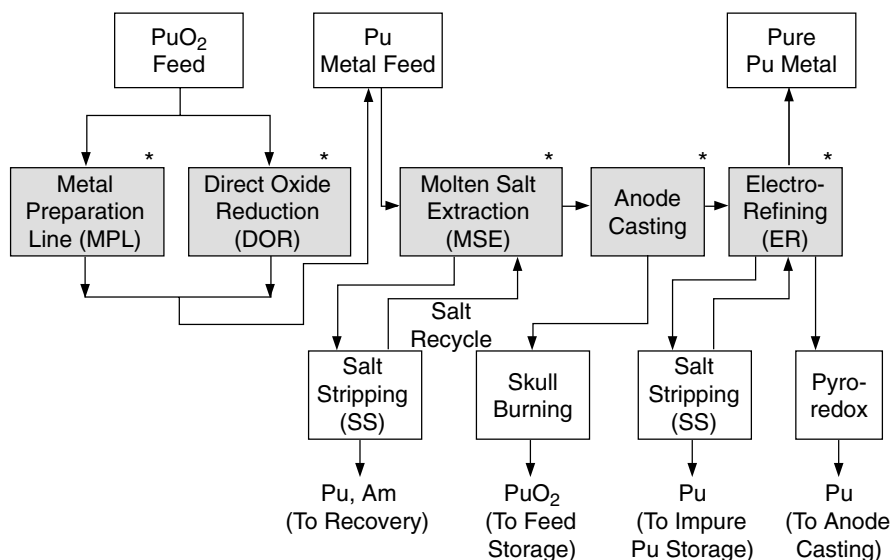 PuO2
Feed
Pu
Metal Feed
Pure
Pu Metal
*
Metal
Preparation
Line (MPL)
*
Direct Oxide
Reduction
(DOR)
*
Molten Salt
Extraction
(MSE)
*
Anode
Casting
*
Electro-
Refining
(ER)
Salt
Recycle
Salt
Stripping
(SS)
Skull
Burning
Salt
Stripping
(SS)
Pyro-
redox
Pu, Am
(To Recovery)
PuO2
(To Feed
Storage)
Pu
(To Impure
Pu Storage)
Pu
(To Anode
Casting)